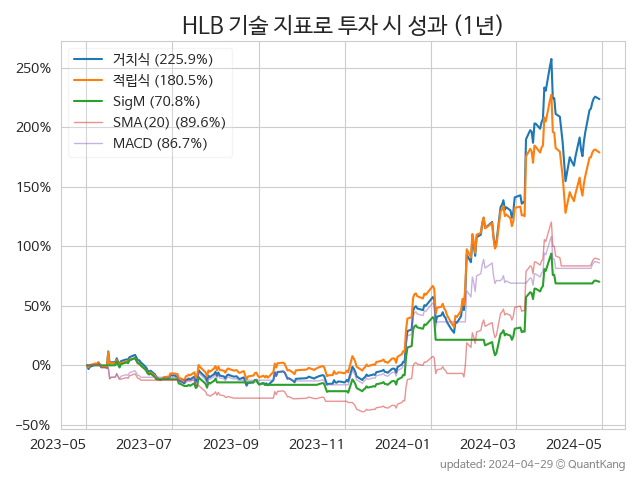 HLB 기술 지표로 투자 시 성과 (1년)
거치식 (225.9%)
적립식 (180.5%)
SigM (70.8%)
SMA(20) (89.6%)
MACD (86.7%)
250%
200%
150%
100%
50%
0%
−50%
2023-05 2023-07 2023-09 2023-11 2024-01 2024-03 2024-05
updated: 2024-04-29 © QuantKang